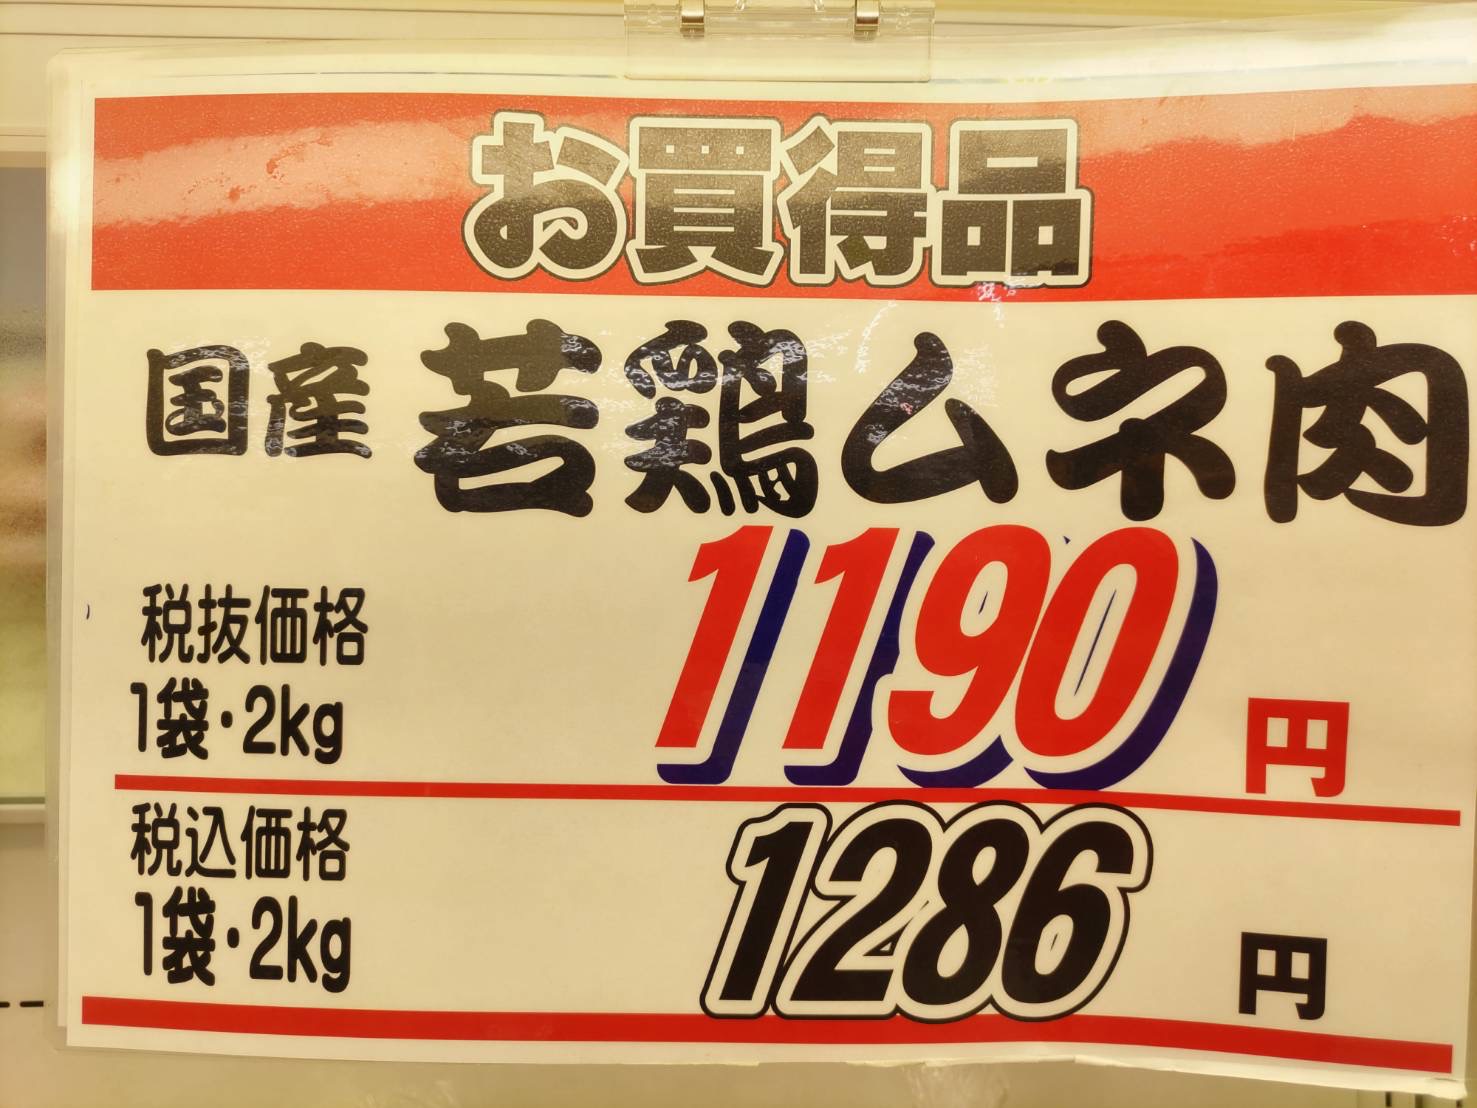 お買得品
国産 若鶏ムネ肉
税抜価格
1袋・2kg 1190 円
税込価格
1袋・2kg 1286 円